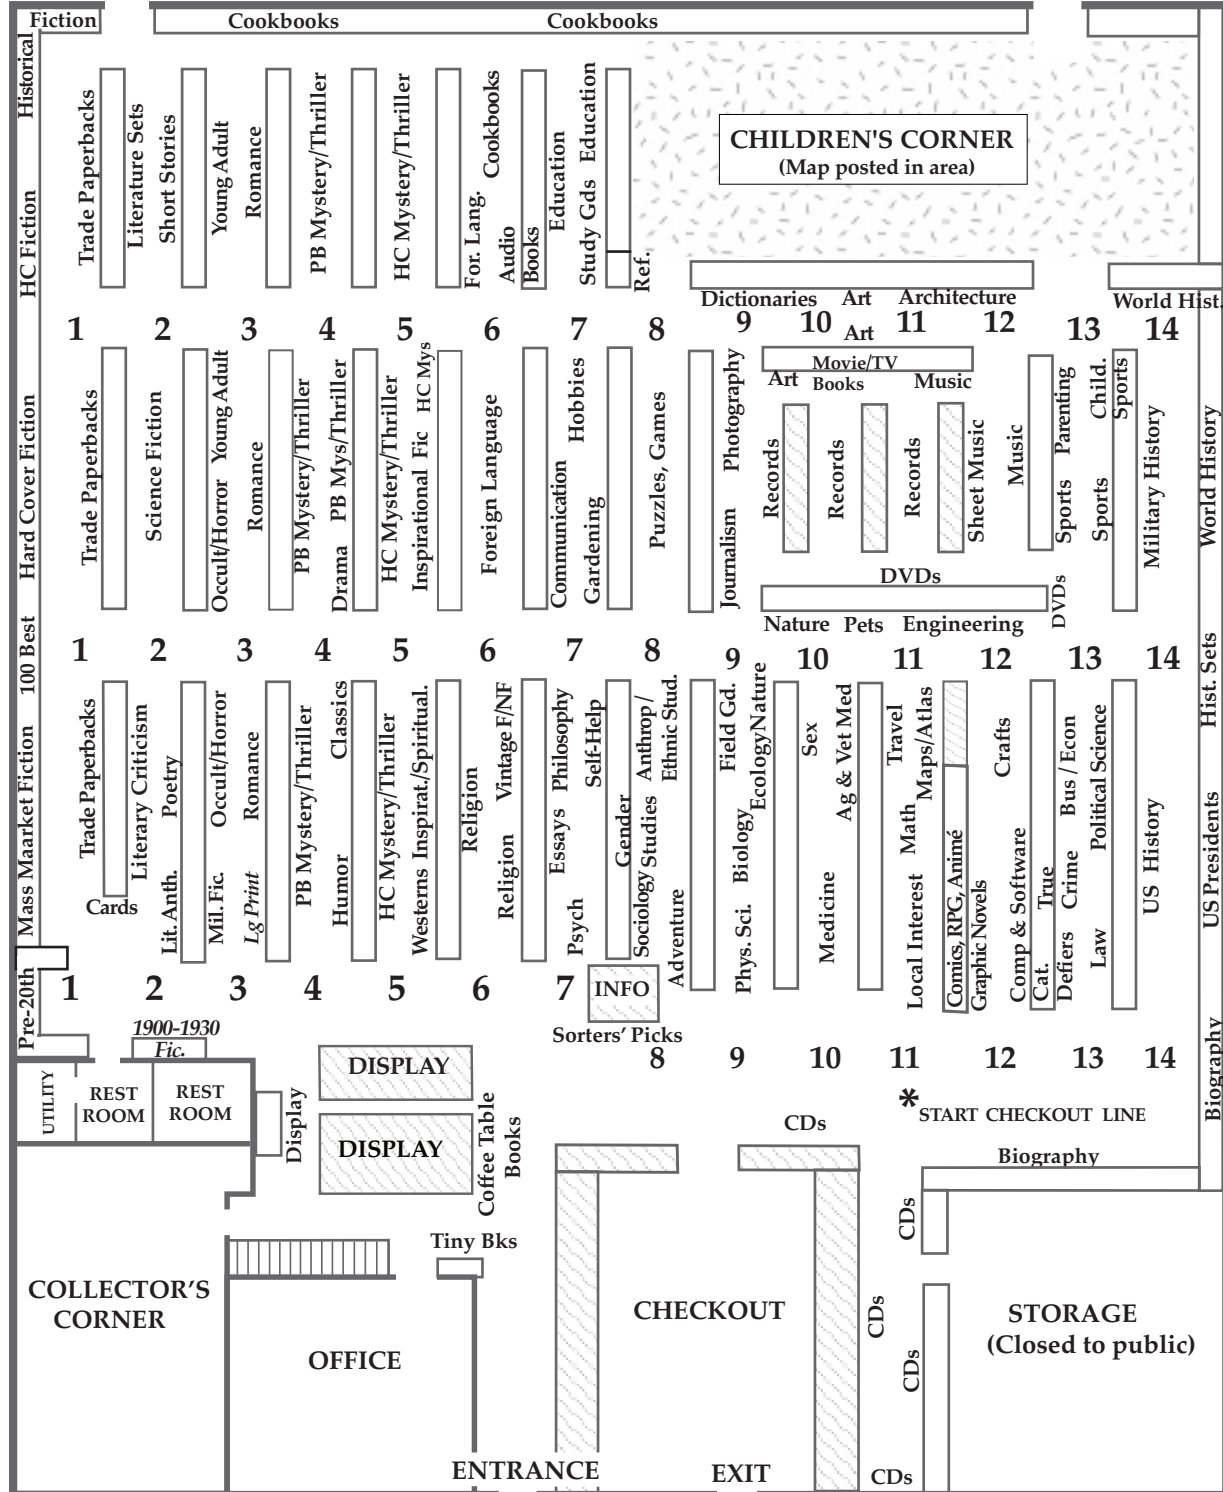 Fiction
Cookbooks
Cookbooks
Historical
HC Fiction
Hard Cover Fiction
100 Best
Mass Maarket Fiction
Pre-20th
Trade Paperbacks
Literature Sets
Short Stories
Young Adult
Romance
PB Mystery/Thriller
HC Mystery/Thriller
For. Lang.
Cookbooks
Audio
Books
Education
Study Gds
Education
Ref.
CHILDREN'S CORNER
(Map posted in area)
Dictionaries
Art
Architecture
World Hist.
1
2
3
4
5
6
7
8
9
10
11
12
13
14
Art
Trade Paperbacks
Science Fiction
Occult/Horror
Young Adult
Romance
PB Mystery/Thriller
Drama
PB Mys/Thriller
HC Mystery/Thriller
Inspirational Fic
HC Mys
Foreign Language
Communication
Hobbies
Gardening
Puzzles, Games
Journalism
Photography
Movie/TV
Art
Books
Music
Records
Records
Records
Sheet Music
Music
Sports
Parenting
Sports
Child.
Sports
Military History
World History
DVDs
DVDs
Nature
Pets
Engineering
1
2
3
4
5
6
7
8
9
10
11
12
13
14
Hist. Sets
Trade Paperbacks
Cards
Literary Criticism
Lit. Anth.
Poetry
Mil. Fic.
Occult/Horror
Lg Print
Romance
PB Mystery/Thriller
Humor
Classics
HC Mystery/Thriller
Westerns
Inspirat./Spiritual.
Religion
Religion
Vintage F/NF
Essays
Philosophy
Psych
Self-Help
Gender
Sociology
Studies
Anthrop /
Ethnic Stud.
Adventure
Field Gd.
Phys. Sci.
Biology
Ecology
Nature
Sex
Medicine
Ag & Vet Med
Travel
Local Interest
Math
Maps/Atlas
Comics, RPG, Animé
Graphic Novels
Crafts
Comp & Software
Cat.
True
Defiers
Crime
Bus / Econ
Law
Political Science
US History
US Presidents
1
2
3
4
5
6
7
INFO
Sorters' Picks
8
9
10
11
12
13
14
Biography
1900-1930
Fic.
UTILITY
REST
ROOM
REST
ROOM
Display
DISPLAY
DISPLAY
Coffee Table
Books
*
START CHECKOUT LINE
CDs
Biography
CDs
Tiny Bks
COLLECTOR'S
CORNER
OFFICE
CHECKOUT
CDs
CDs
STORAGE
(Closed to public)
ENTRANCE
EXIT
CDs